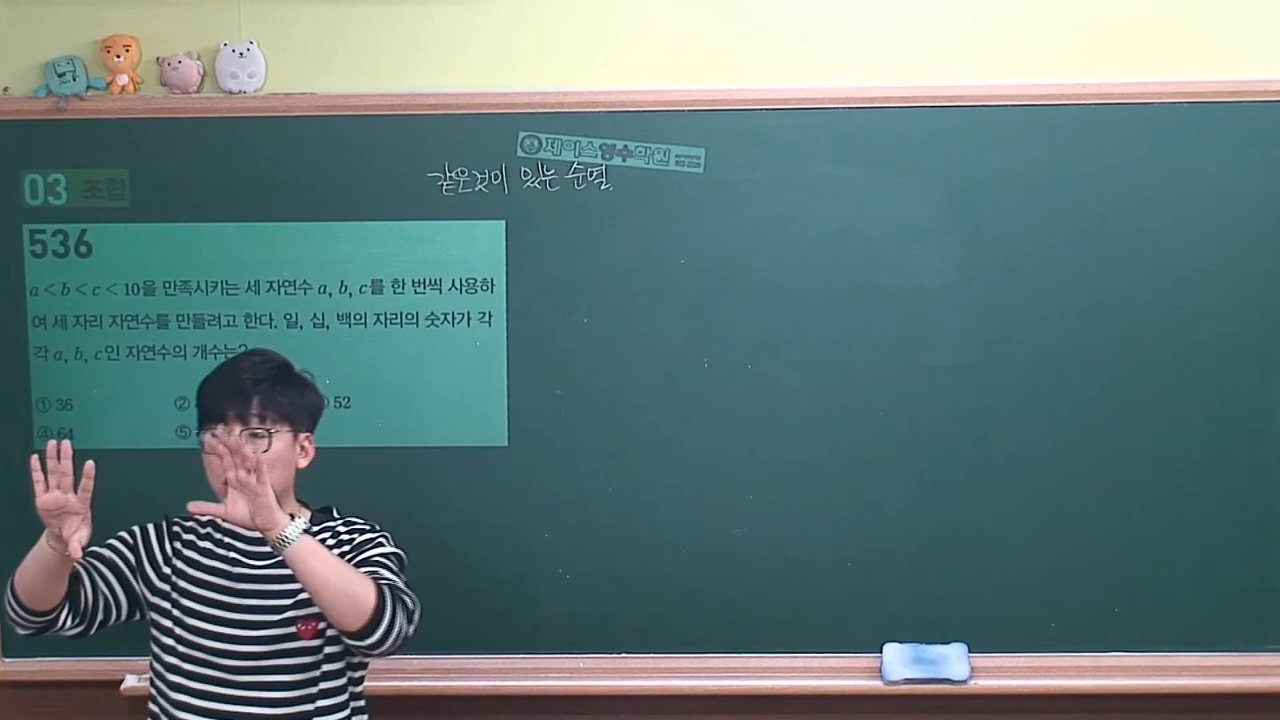 제이스영수학원
같은것이 있는 순열.
03 조합
536
a < b < c < 10을 만족시키는 세 자연수 a, b, c를 한 번씩 사용하
여 세 자리 자연수를 만들려고 한다. 일, 십, 백의 자리의 숫자가 각
각 a, b, c인 자연수의 개수는?
① 36 ② 52
④ 64 ⑤